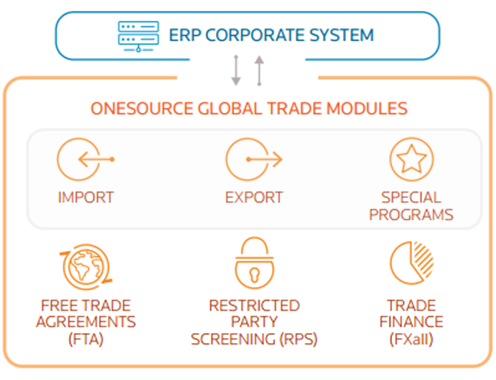 ERP CORPORATE SYSTEM
ONESOURCE GLOBAL TRADE MODULES
IMPORT
EXPORT
SPECIAL
PROGRAMS
FREE TRADE
AGREEMENTS
(FTA)
RESTRICTED
PARTY
SCREENING (RPS)
TRADE
FINANCE
(FXall)